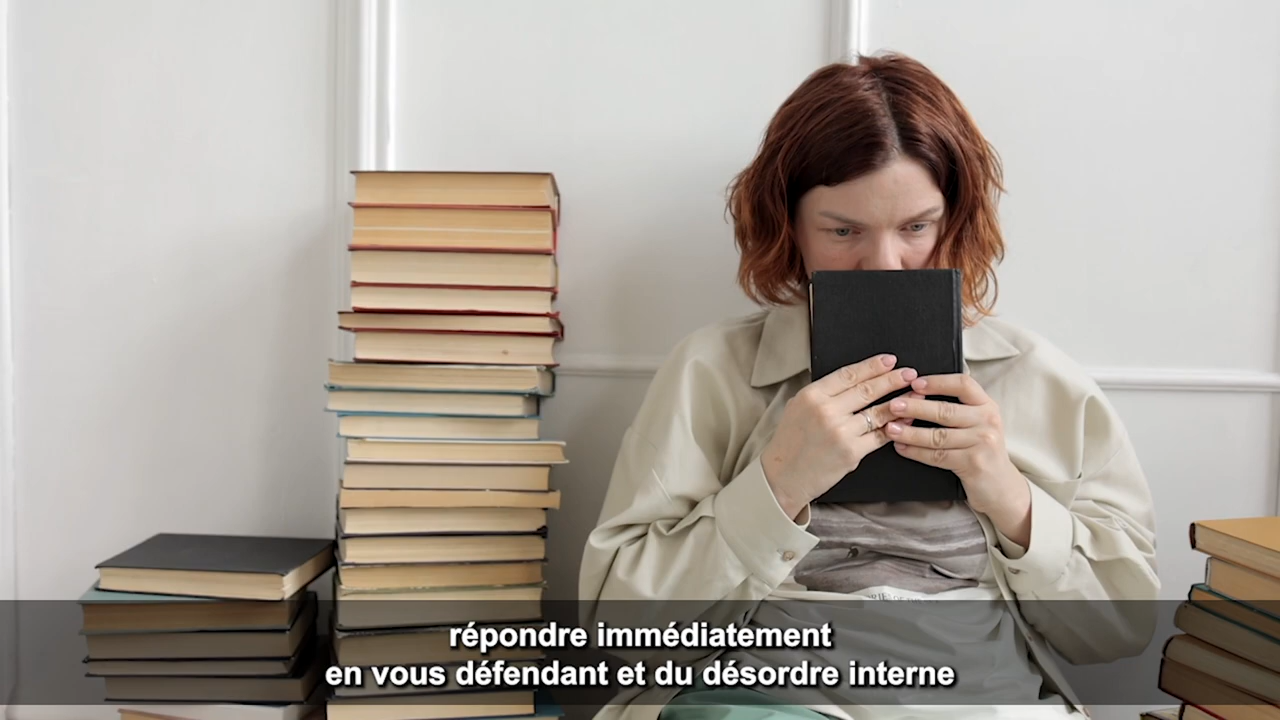 répondre immédiatement
en vous défendant et du désordre interne